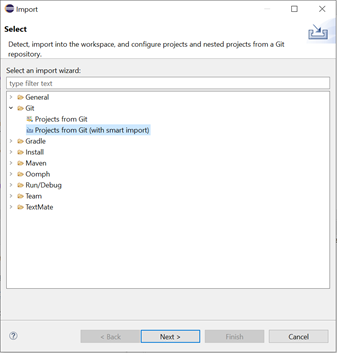 Import
Select
Detect, import into the workspace, and configure projects and nested projects from a Git
repository.
Select an import wizard:
type filter text
General
Git
Projects from Git
Projects from Git (with smart import)
Gradle
Install
Maven
Oomph
Run/Debug
Team
TextMate
< Back
Next >
Finish
Cancel